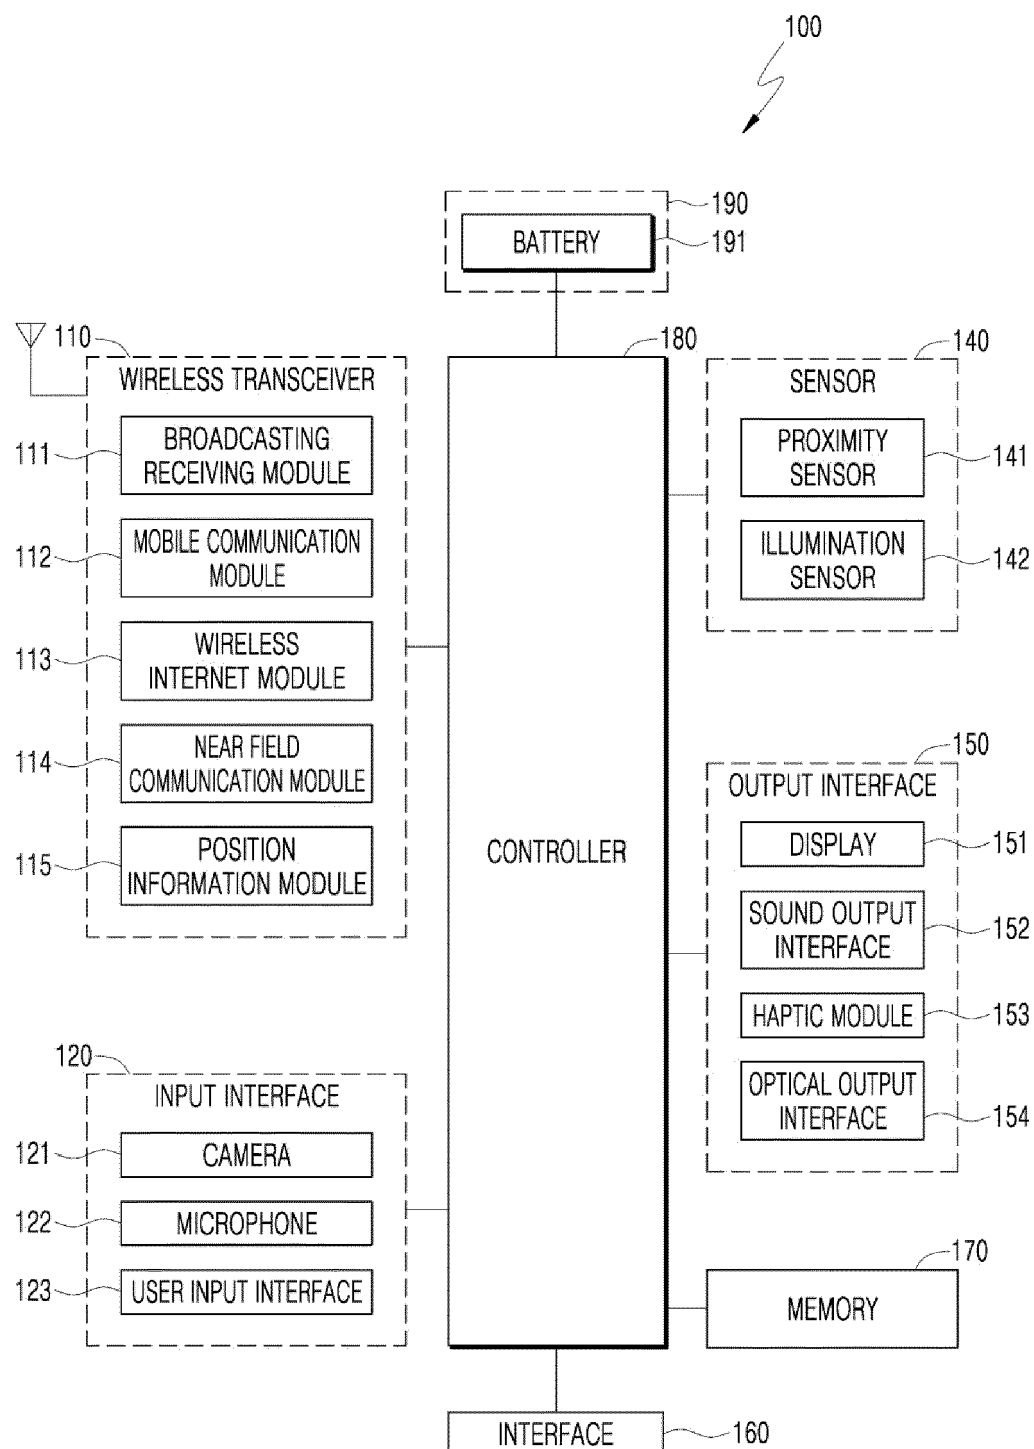 100
190
BATTERY
191
110
180
140
WIRELESS TRANSCEIVER
SENSOR
111
BROADCASTING
RECEIVING MODULE
PROXIMITY
SENSOR
141
112
MOBILE COMMUNICATION
MODULE
ILLUMINATION
SENSOR
142
113
WIRELESS
INTERNET MODULE
114
NEAR FIELD
COMMUNICATION MODULE
150
OUTPUT INTERFACE
115
POSITION
INFORMATION MODULE
CONTROLLER
DISPLAY
151
SOUND OUTPUT
INTERFACE
152
HAPTIC MODULE
153
120
INPUT INTERFACE
OPTICAL OUTPUT
INTERFACE
154
121
CAMERA
122
MICROPHONE
123
USER INPUT INTERFACE
170
MEMORY
INTERFACE
160